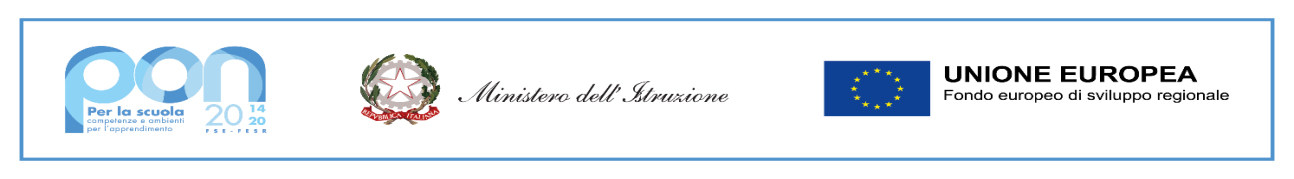 pon
Per la scuola
competenze e ambienti
per l'apprendimento
20 14
20
FSE-FESR
REPVBBLICA ITALIANA
Ministero dell'Istruzione
UNIONE EUROPEA
Fondo europeo di sviluppo regionale